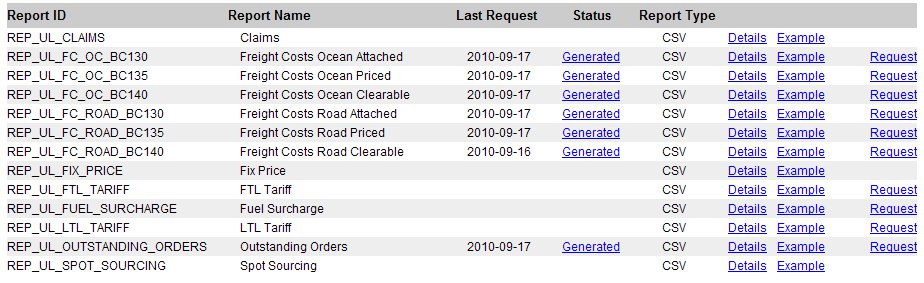 Report ID Report Name Last Request Status Report Type
REP_UL_CLAIMS Claims CSV Details Example
REP_UL_FC_OC_BC130 Freight Costs Ocean Attached 2010-09-17 Generated CSV Details Example Request
REP_UL_FC_OC_BC135 Freight Costs Ocean Priced 2010-09-17 Generated CSV Details Example Request
REP_UL_FC_OC_BC140 Freight Costs Ocean Clearable 2010-09-17 Generated CSV Details Example Request
REP_UL_FC_ROAD_BC130 Freight Costs Road Attached 2010-09-17 Generated CSV Details Example Request
REP_UL_FC_ROAD_BC135 Freight Costs Road Priced 2010-09-17 Generated CSV Details Example Request
REP_UL_FC_ROAD_BC140 Freight Costs Road Clearable 2010-09-16 Generated CSV Details Example Request
REP_UL_FIX_PRICE Fix Price CSV Details Example
REP_UL_FTL_TARIFF FTL Tariff CSV Details Example Request
REP_UL_FUEL_SURCHARGE Fuel Surcharge CSV Details Example Request
REP_UL_LTL_TARIFF LTL Tariff CSV Details Example Request
REP_UL_OUTSTANDING_ORDERS Outstanding Orders 2010-09-17 Generated CSV Details Example Request
REP_UL_SPOT_SOURCING Spot Sourcing CSV Details Example